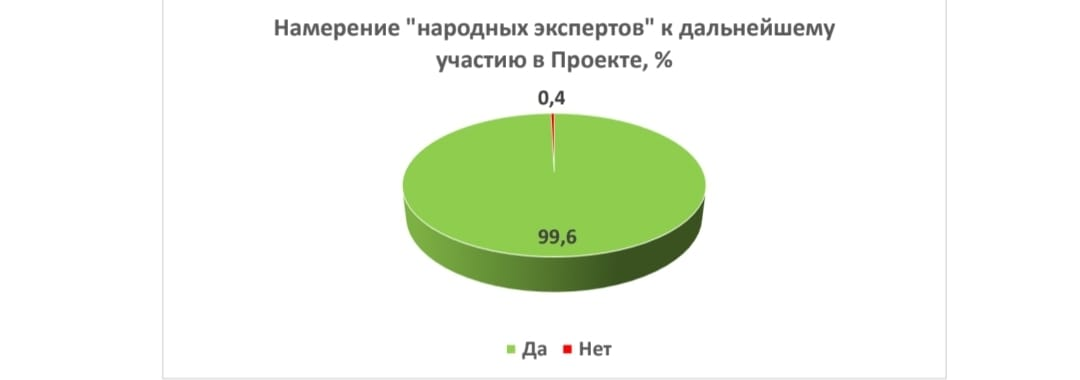 Намерение "народных экспертов" к дальнейшему
участию в Проекте, %
0,4
99,6
Да Нет